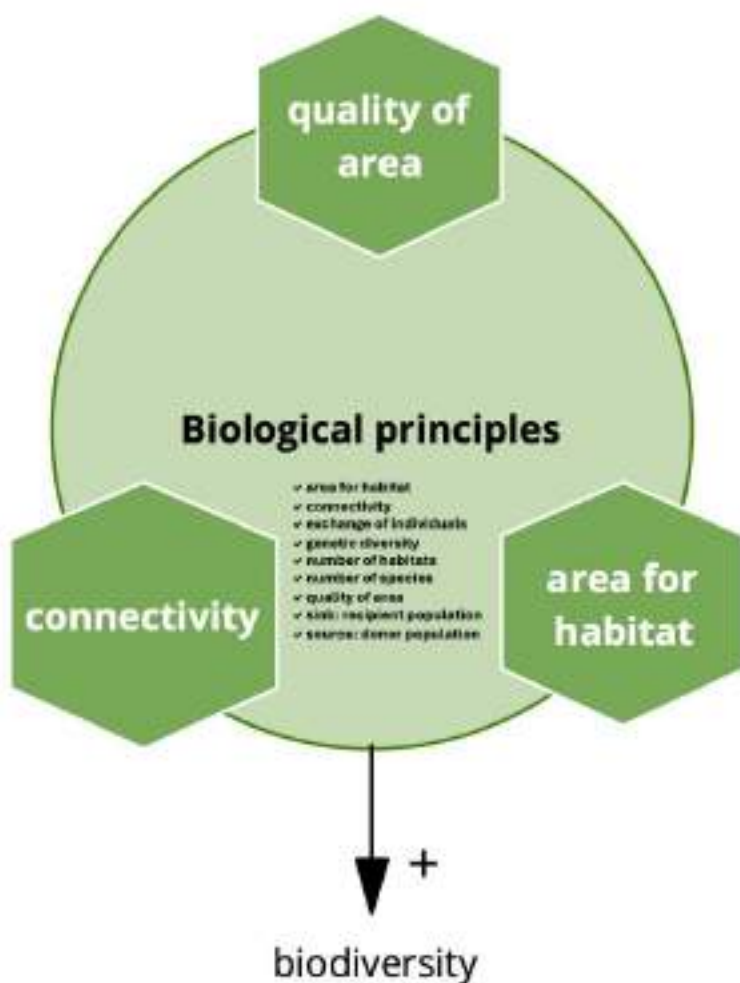 quality of
area
Biological principles
✓ area for habitat
✓ connectivity
✓ exchange of individuals
✓ genetic diversity
✓ number of habitats
✓ number of species
✓ quality of area
✓ sink: recipient population
✓ source: donor population
connectivity
area for
habitat
+
biodiversity